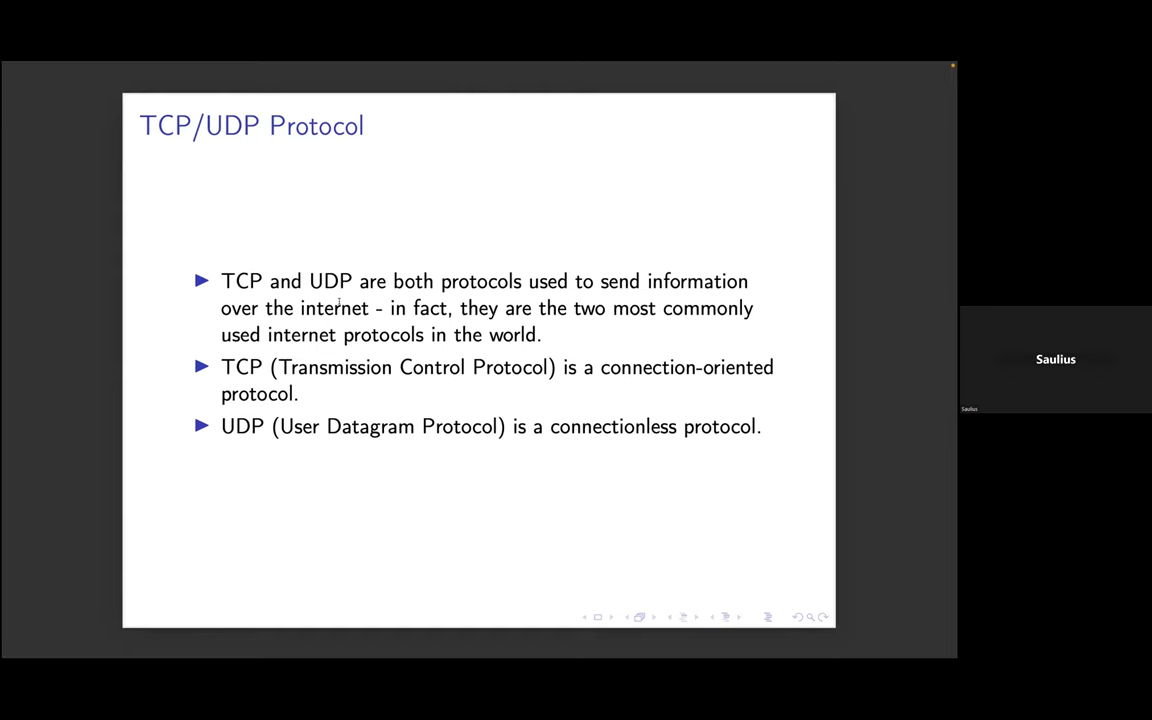 TCP/UDP Protocol
TCP and UDP are both protocols used to send information
over the internet - in fact, they are the two most commonly
used internet protocols in the world.
TCP (Transmission Control Protocol) is a connection-oriented
protocol.
UDP (User Datagram Protocol) is a connectionless protocol.
Saulius
Saulius